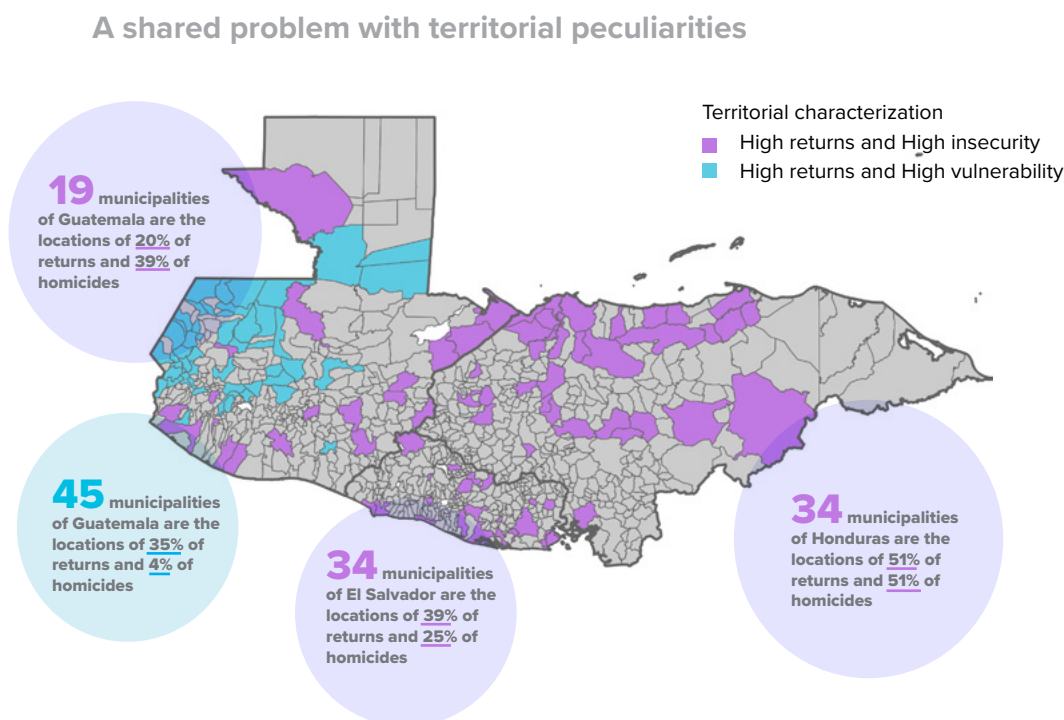 A shared problem with territorial peculiarities
Territorial characterization
High returns and High insecurity
High returns and High vulnerability
19 municipalities
of Guatemala are the
locations of 20% of
returns and 39% of
homicides
45 municipalities
of Guatemala are the
locations of 35% of
returns and 4% of
homicides
34 municipalities
of El Salvador are the
locations of 39% of
returns and 25% of
homicides
34 municipalities
of Honduras are the
locations of 51% of
returns and 51% of
homicides